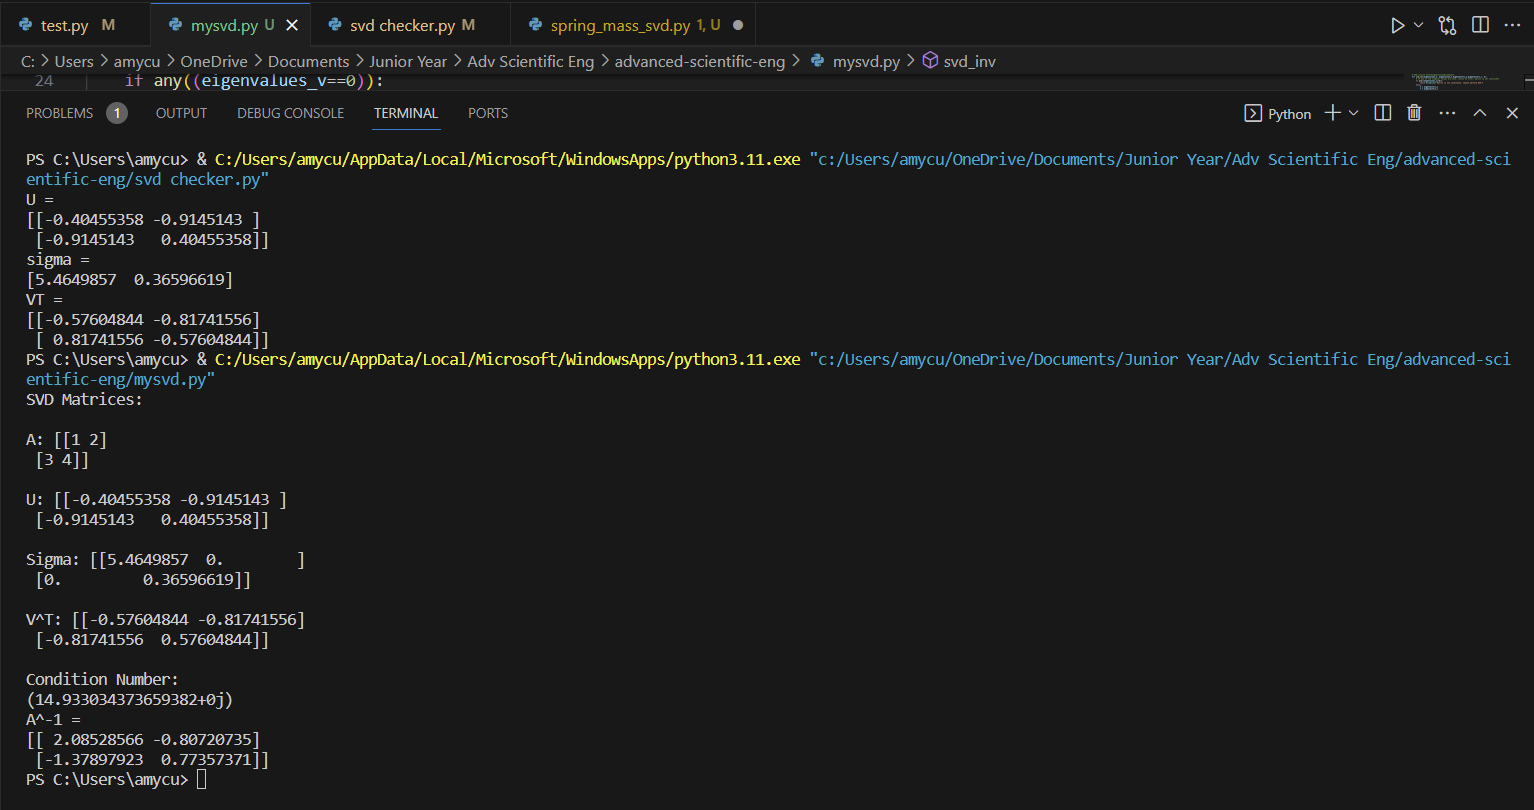 test.py M mysvd.py U svd checker.py M spring_mass_svd.py 1, U
C: > Users > amycu > OneDrive > Documents > Junior Year > Adv Scientific Eng > advanced-scientific-eng > mysvd.py > svd_inv
24 if any((eigenvalues_v==0)):
PROBLEMS 1 OUTPUT DEBUG CONSOLE TERMINAL PORTS Python
PS C:\Users\amycu> & C:/Users/amycu/AppData/Local/Microsoft/WindowsApps/python3.11.exe "c:/Users/amycu/OneDrive/Documents/Junior Year/Adv Scientific Eng/advanced-sci
entific-eng/svd checker.py"
U =
[[-0.40455358 -0.9145143 ]
 [-0.9145143   0.40455358]]
sigma =
[5.4649857  0.36596619]
VT =
[[-0.57604844 -0.81741556]
 [ 0.81741556 -0.57604844]]
PS C:\Users\amycu> & C:/Users/amycu/AppData/Local/Microsoft/WindowsApps/python3.11.exe "c:/Users/amycu/OneDrive/Documents/Junior Year/Adv Scientific Eng/advanced-sci
entific-eng/mysvd.py"
SVD Matrices:
A: [[1 2]
 [3 4]]
U: [[-0.40455358 -0.9145143 ]
 [-0.9145143   0.40455358]]
Sigma: [[5.4649857  0.        ]
 [0.         0.36596619]]
V^T: [[-0.57604844 -0.81741556]
 [-0.81741556  0.57604844]]
Condition Number:
(14.933034373659382+0j)
A^-1 =
[[ 2.08528566 -0.80720735]
 [-1.37897923  0.77357371]]
PS C:\Users\amycu>